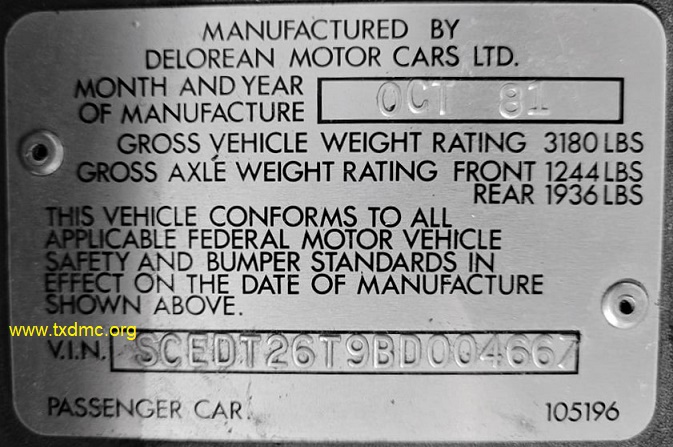 MANUFACTURED BY
DELOREAN MOTOR CARS LTD.
MONTH AND YEAR
OF MANUFACTURE OCT 81
GROSS VEHICLE WEIGHT RATING 3180 LBS
GROSS AXLE WEIGHT RATING FRONT 1244 LBS
REAR 1936 LBS
THIS VEHICLE CONFORMS TO ALL
APPLICABLE FEDERAL MOTOR VEHICLE
SAFETY AND BUMPER STANDARDS IN
EFFECT ON THE DATE OF MANUFACTURE
SHOWN ABOVE.
www.txdmc.org
V.I.N. SCEDT26T9BD004667
PASSENGER CAR. 105196